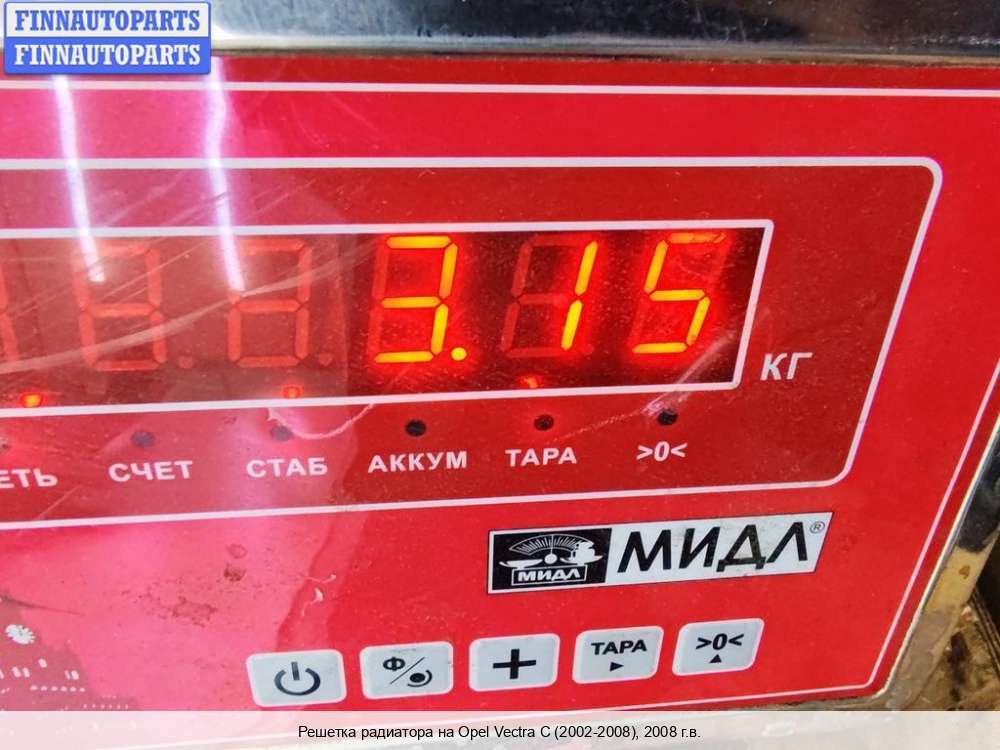 FINNAUTOPARTS
FINNAUTOPARTS
3.15
КГ
СЧЕТ СТАБ АККУМ ТАРА >0<
МИДЛ МИДЛ®
Ф
+ ТАРА >0<
Решетка радиатора на Opel Vectra C (2002-2008), 2008 г.в.